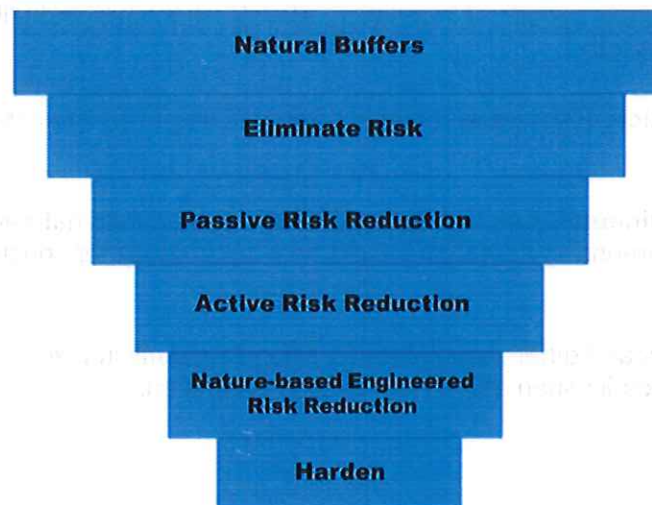 Natural Buffers
Eliminate Risk
Passive Risk Reduction
Active Risk Reduction
Nature-based Engineered
Risk Reduction
Harden